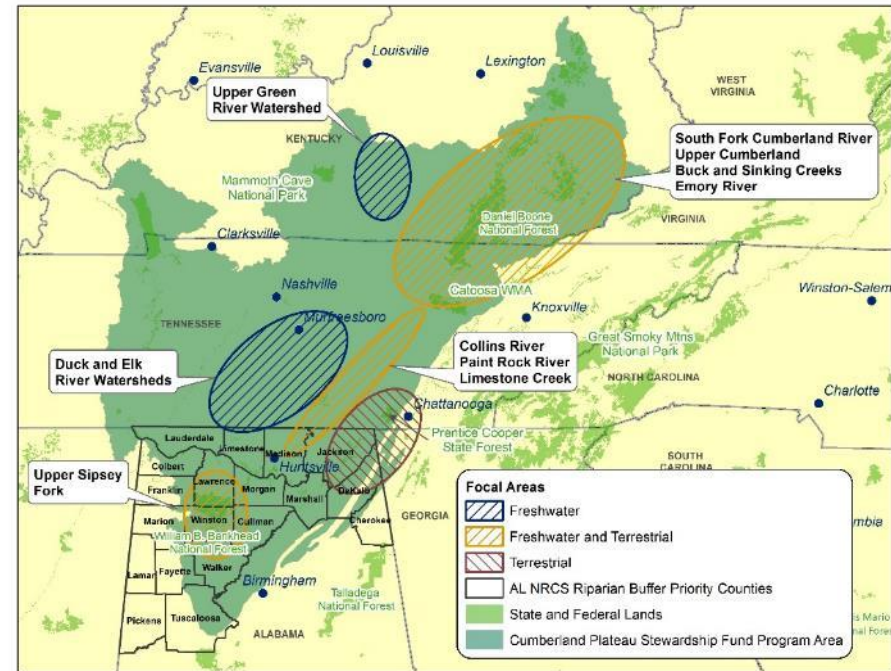 Louisville
Lexington
Evansville
WEST
VIRGINIA
Upper Green
River Watershed
KENTUCKY
South Fork Cumberland River
Upper Cumberland
Buck and Sinking Creeks
Emory River
Mammoth Cave
National Park
Daniel Boone
National Forest
VIRGINIA
Clarksville
Nashville
Catoosa WMA
Knoxville
Winston-Salem
TENNESSEE
Murfreesboro
Great Smoky Mtns
National Park
Duck and Elk
River Watersheds
Collins River
Paint Rock River
Limestone Creek
NORTH CAROLINA
Charlotte
Chattanooga
Prentice Cooper
State Forest
Lauderdale
Limestone
Madison
Jackson
SOUTH
CAROLINA
Huntsville
Colbert
Upper Sipsey
Fork
Franklin
Lawrence
Morgan
Marshall
DeKalb
Cherokee
GEORGIA
Marion
Winston
Cullman
William B. Bankhead
National Forest
Lamar
Fayette
Walker
Birmingham
Talladega
National Forest
Pickens
Tuscaloosa
ALABAMA
Focal Areas
Freshwater
Freshwater and Terrestrial
Terrestrial
AL NRCS Riparian Buffer Priority Counties
State and Federal Lands
Cumberland Plateau Stewardship Fund Program Area
mbia
is Marion
nal Forest